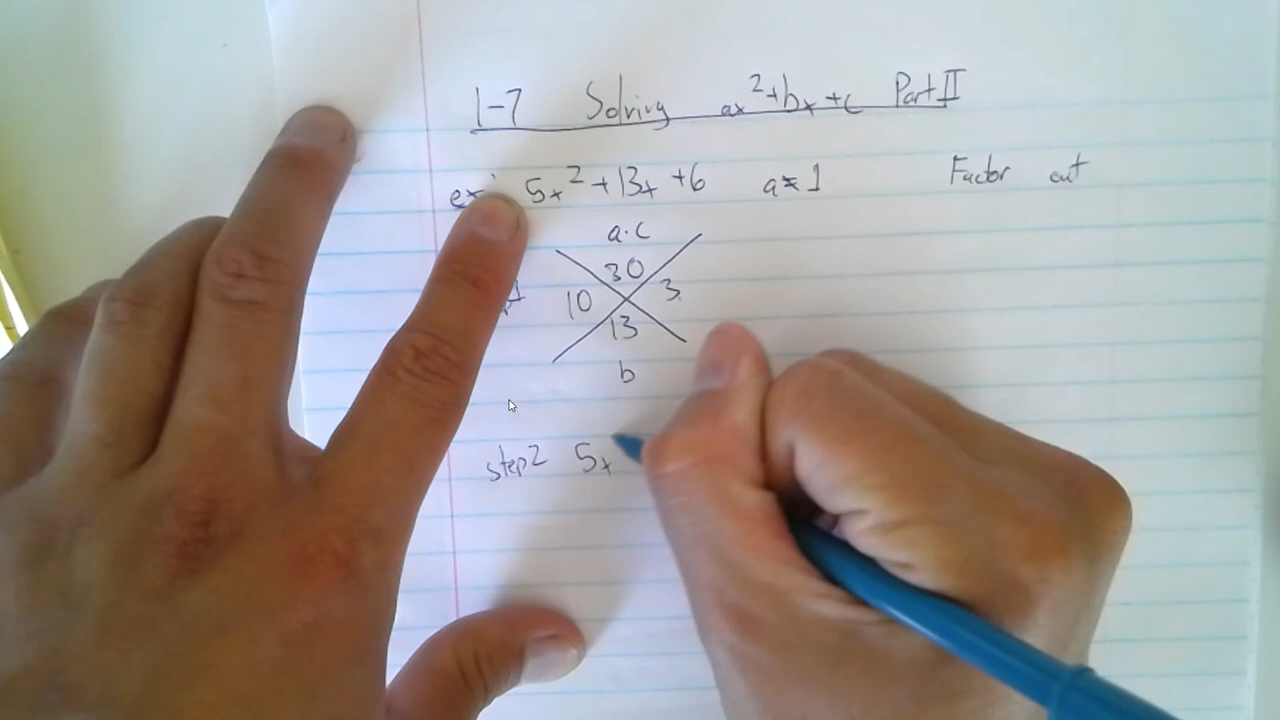 1-7 Solving ax²+bx+c Part II
ex: 5x²+13x+6 a≠1 Factor out
a·c
30
10 3
13
b
step2 5x